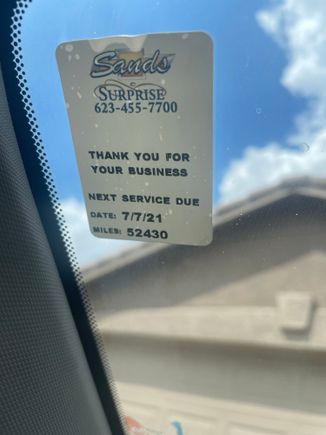 Sands
SURPRISE
623-455-7700
THANK YOU FOR
YOUR BUSINESS
NEXT SERVICE DUE
DATE: 7/7/21
MILES: 52430